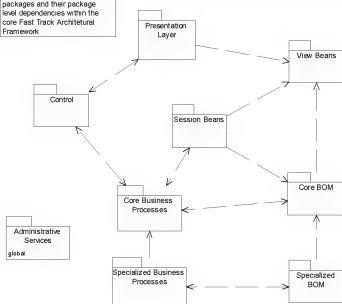 packages and their package
level dependencies within the
core Fast Track Architetural
Framework
Presentation
Layer
View Beans
Control
Session Beans
Core Business
Processes
Core BOM
Administrative
Services
global
Specialized Business
Processes
Specialized
BOM